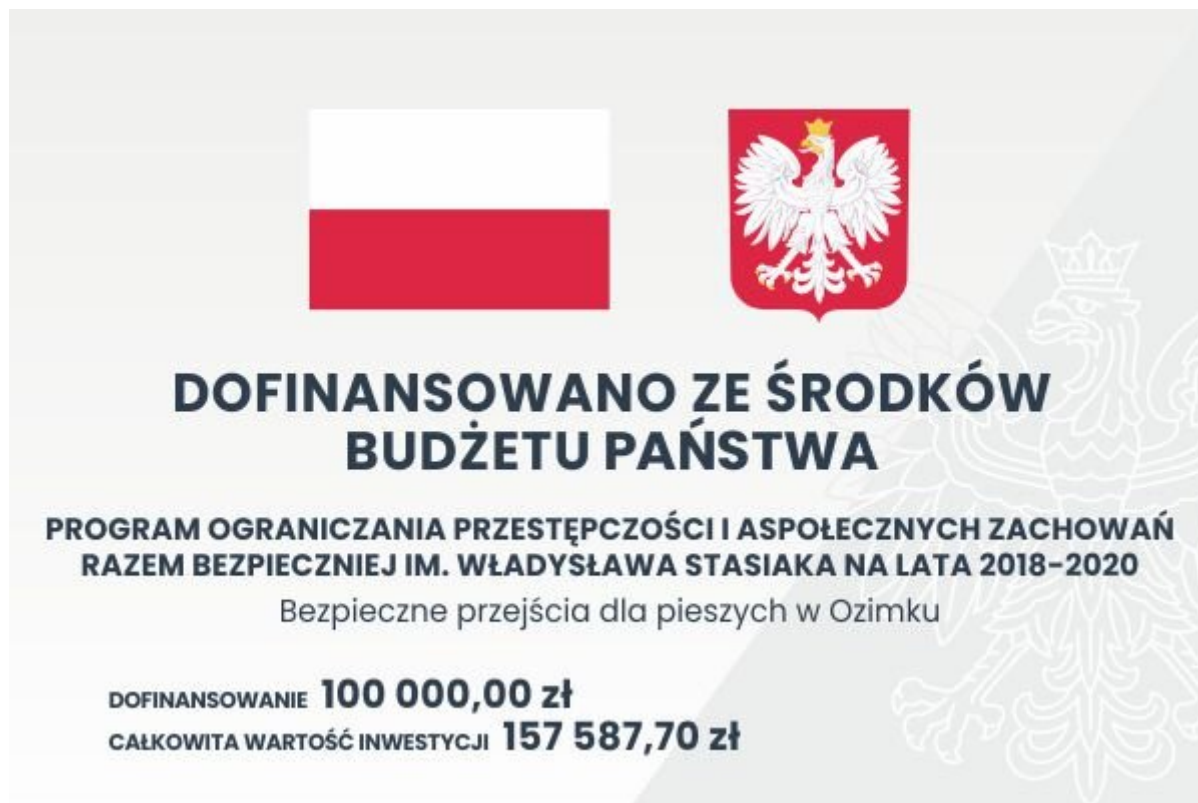 DOFINANSOWANO ZE ŚRODKÓW
BUDŻETU PAŃSTWA
PROGRAM OGRANICZANIA PRZESTĘPCZOŚCI I ASPOŁECZNYCH ZACHOWAŃ
RAZEM BEZPIECZNIEJ IM. WŁADYSŁAWA STASIAKA NA LATA 2018-2020
Bezpieczne przejścia dla pieszych w Ozimku
DOFINANSOWANIE 100 000,00 zł
CAŁKOWITA WARTOŚĆ INWESTYCJI 157 587,70 zł